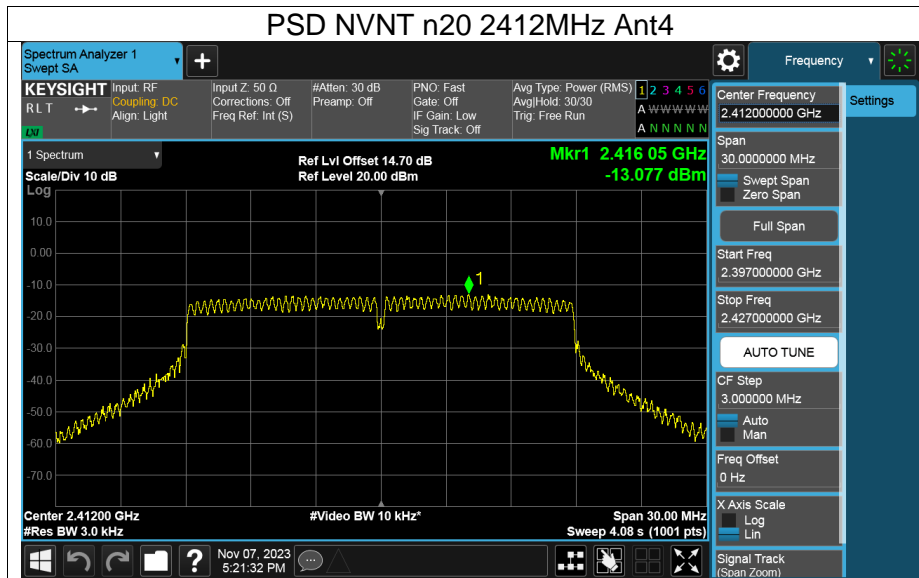 PSD NVNT n20 2412MHz Ant4
Spectrum Analyzer 1
Swept SA
+
Frequency
KEYSIGHT
R L T
LXI
Input: RF
Coupling: DC
Align: Light
Input Z: 50 Ω
Corrections: Off
Freq Ref: Int (S)
#Atten: 30 dB
Preamp: Off
PNO: Fast
Gate: Off
IF Gain: Low
Sig Track: Off
Avg Type: Power (RMS)
Avg|Hold: 30/30
Trig: Free Run
1 2 3 4 5 6
A W W W W W
A N N N N N
1 Spectrum
Scale/Div 10 dB
Log
Ref Lvl Offset 14.70 dB
Ref Level 20.00 dBm
Mkr1 2.416 05 GHz
-13.077 dBm
10.0
0.00
-10.0
-20.0
-30.0
-40.0
-50.0
-60.0
-70.0
1
Center 2.41200 GHz
#Res BW 3.0 kHz
#Video BW 10 kHz*
Span 30.00 MHz
Sweep 4.08 s (1001 pts)
Center Frequency
2.412000000 GHz
Settings
Span
30.0000000 MHz
Swept Span
Zero Span
Full Span
Start Freq
2.397000000 GHz
Stop Freq
2.427000000 GHz
AUTO TUNE
CF Step
3.000000 MHz
Auto
Man
Freq Offset
0 Hz
X Axis Scale
Log
Lin
Signal Track
(Span Zoom)
?
Nov 07, 2023
5:21:32 PM